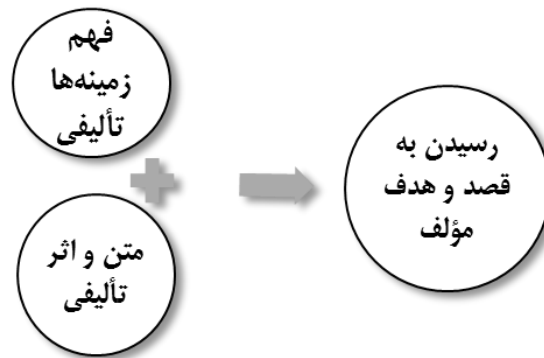 فهم
زمینه‌ها
تألیفی
متن و اثر
تألیفی
رسیدن به
قصد و هدف
مؤلف